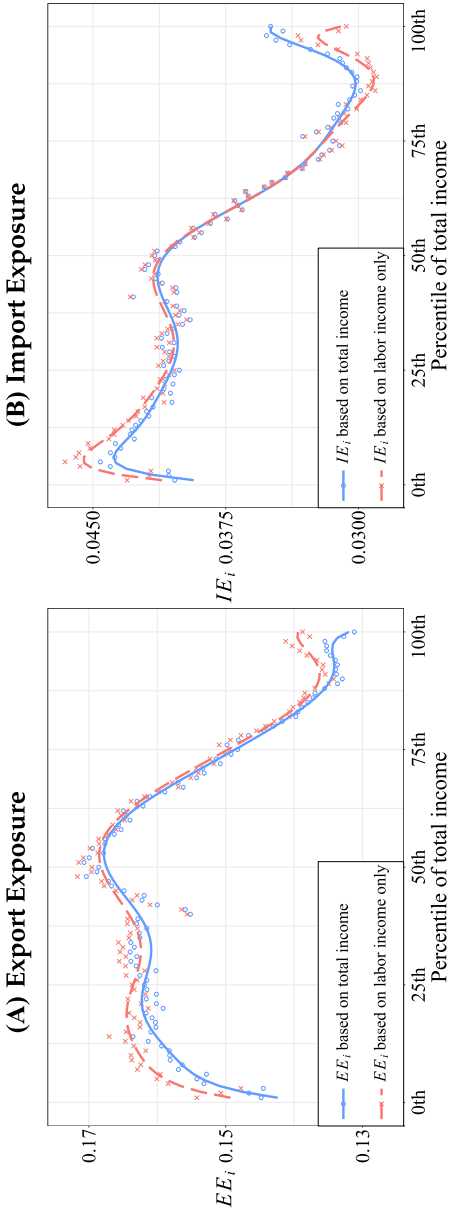 (A) Export Exposure
EE_i
0.17
0.15
0.13
EE_i based on total income
EE_i based on labor income only
0th
25th
50th
75th
100th
Percentile of total income
(B) Import Exposure
IE_i
0.0450
0.0375
0.0300
IE_i based on total income
IE_i based on labor income only
0th
25th
50th
75th
100th
Percentile of total income